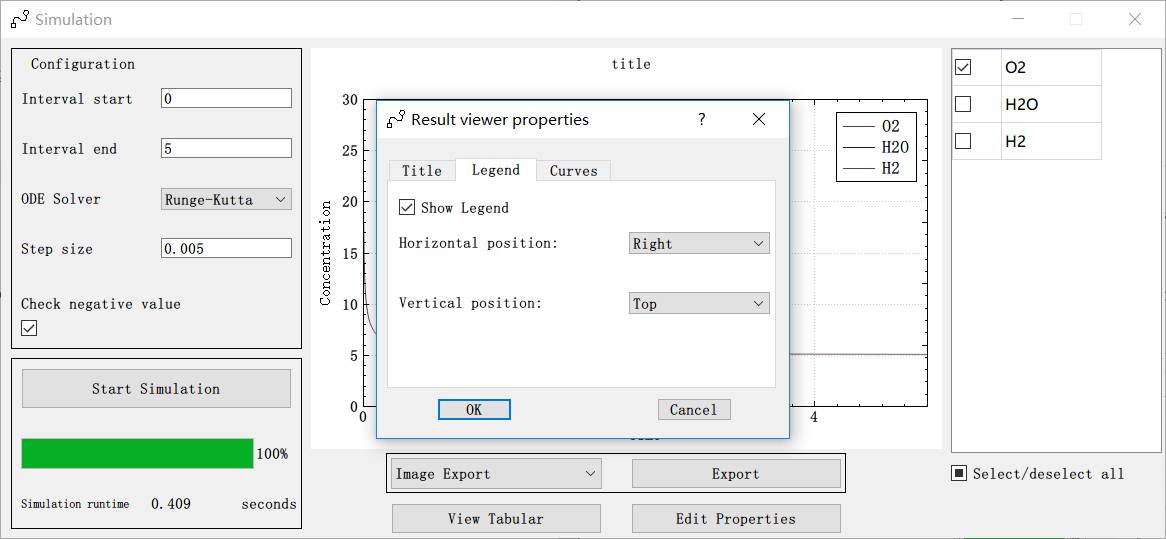 Simulation
Configuration
Interval start 0
Interval end 5
ODE Solver Runge-Kutta
Step size 0.005
Check negative value
Start Simulation
100%
Simulation runtime 0.409 seconds
title
Concentration
30
25
20
15
10
5
0
0
4
O2
H2O
H2
Result viewer properties ?
Title Legend Curves
Show Legend
Horizontal position: Right
Vertical position: Top
OK Cancel
Image Export Export
View Tabular Edit Properties
O2
H2O
H2
Select/deselect all